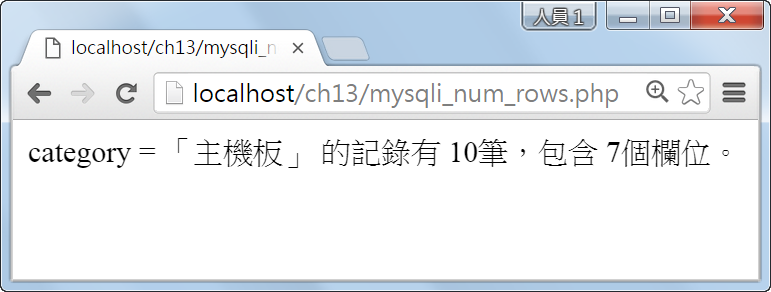 人員 1
localhost/ch13/mysqli_n
localhost/ch13/mysqli_num_rows.php
category = 「主機板」 的記錄有 10筆，包含 7個欄位。